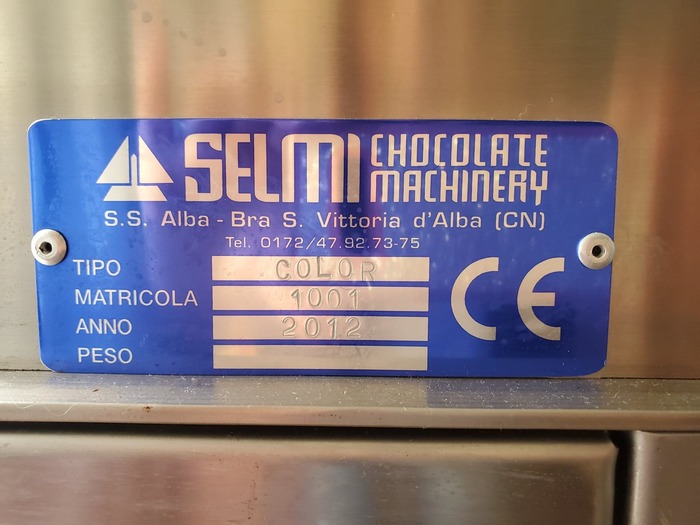 SELMI CHOCOLATE MACHINERY
S.S. Alba - Bra S. Vittoria d'Alba (CN)
Tel. 0172/47.92.73-75
TIPO COLOR
MATRICOLA 1001
ANNO 2012
PESO
CE